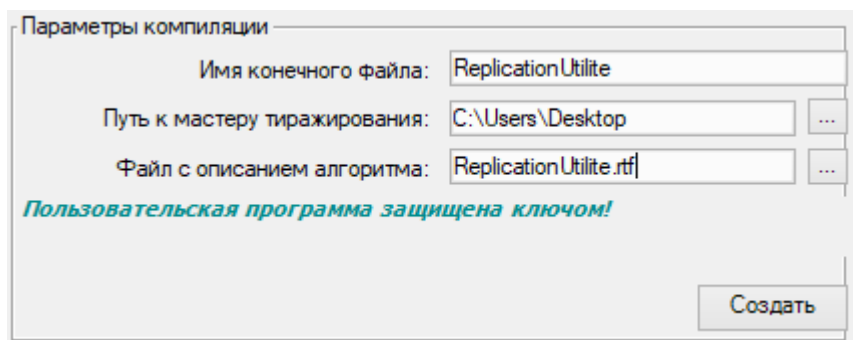 Параметры компиляции
Имя конечного файла: ReplicationUtilite
Путь к мастеру тиражирования: C:\Users\Desktop ...
Файл с описанием алгоритма: ReplicationUtilite.rtf ...
Пользовательская программа защищена ключом!
Создать